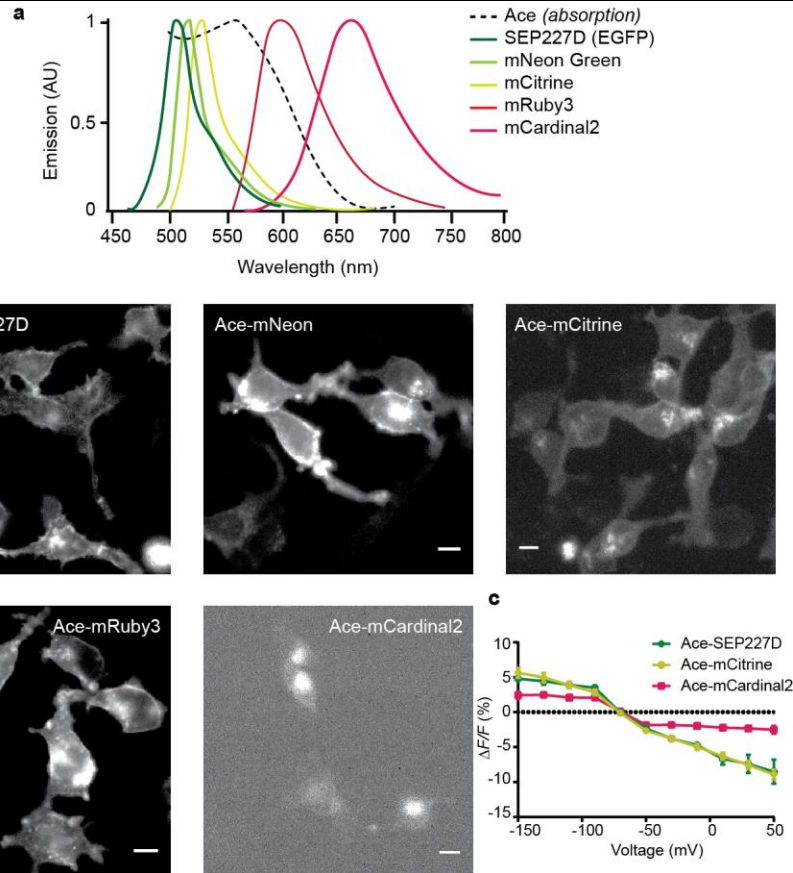 a
Emission (AU)
1
0.5
0
450 500 550 600 650 700 750 800
Wavelength (nm)
Ace (absorption)
SEP227D (EGFP)
mNeon Green
mCitrine
mRuby3
mCardinal2
27D
Ace-mNeon
Ace-mCitrine
Ace-mRuby3
Ace-mCardinal2
c
ΔF/F (%)
10
5
0
-5
-10
-15
-150 -100 -50 0 50
Voltage (mV)
Ace-SEP227D
Ace-mCitrine
Ace-mCardinal2